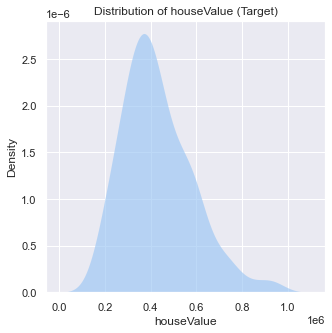 Distribution of houseValue (Target)
1e−6
2.5
2.0
1.5
1.0
0.5
0.0
Density
0.0 0.2 0.4 0.6 0.8 1.0
houseValue
1e6